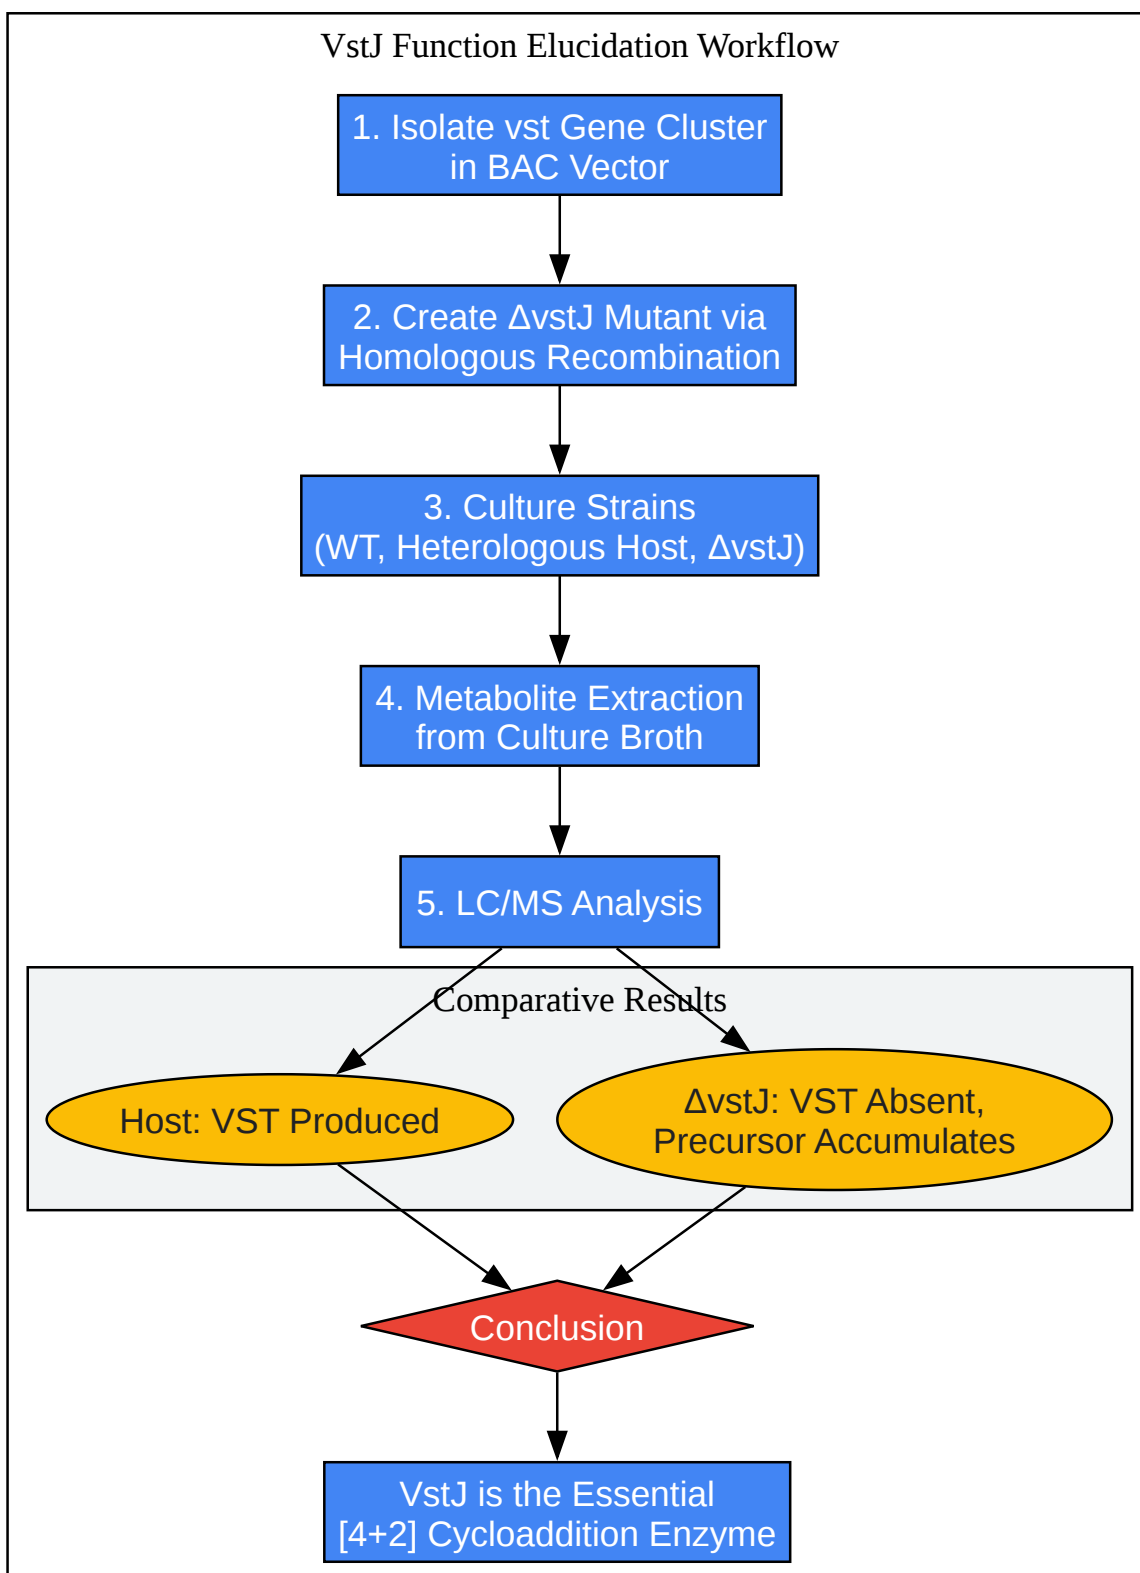 VstJ Function Elucidation Workflow
1. Isolate vst Gene Cluster
in BAC Vector
2. Create ΔvstJ Mutant via
Homologous Recombination
3. Culture Strains
(WT, Heterologous Host, ΔvstJ)
4. Metabolite Extraction
from Culture Broth
5. LC/MS Analysis
Comparative Results
Host: VST Produced
ΔvstJ: VST Absent,
Precursor Accumulates
Conclusion
VstJ is the Essential
[4+2] Cycloaddition Enzyme